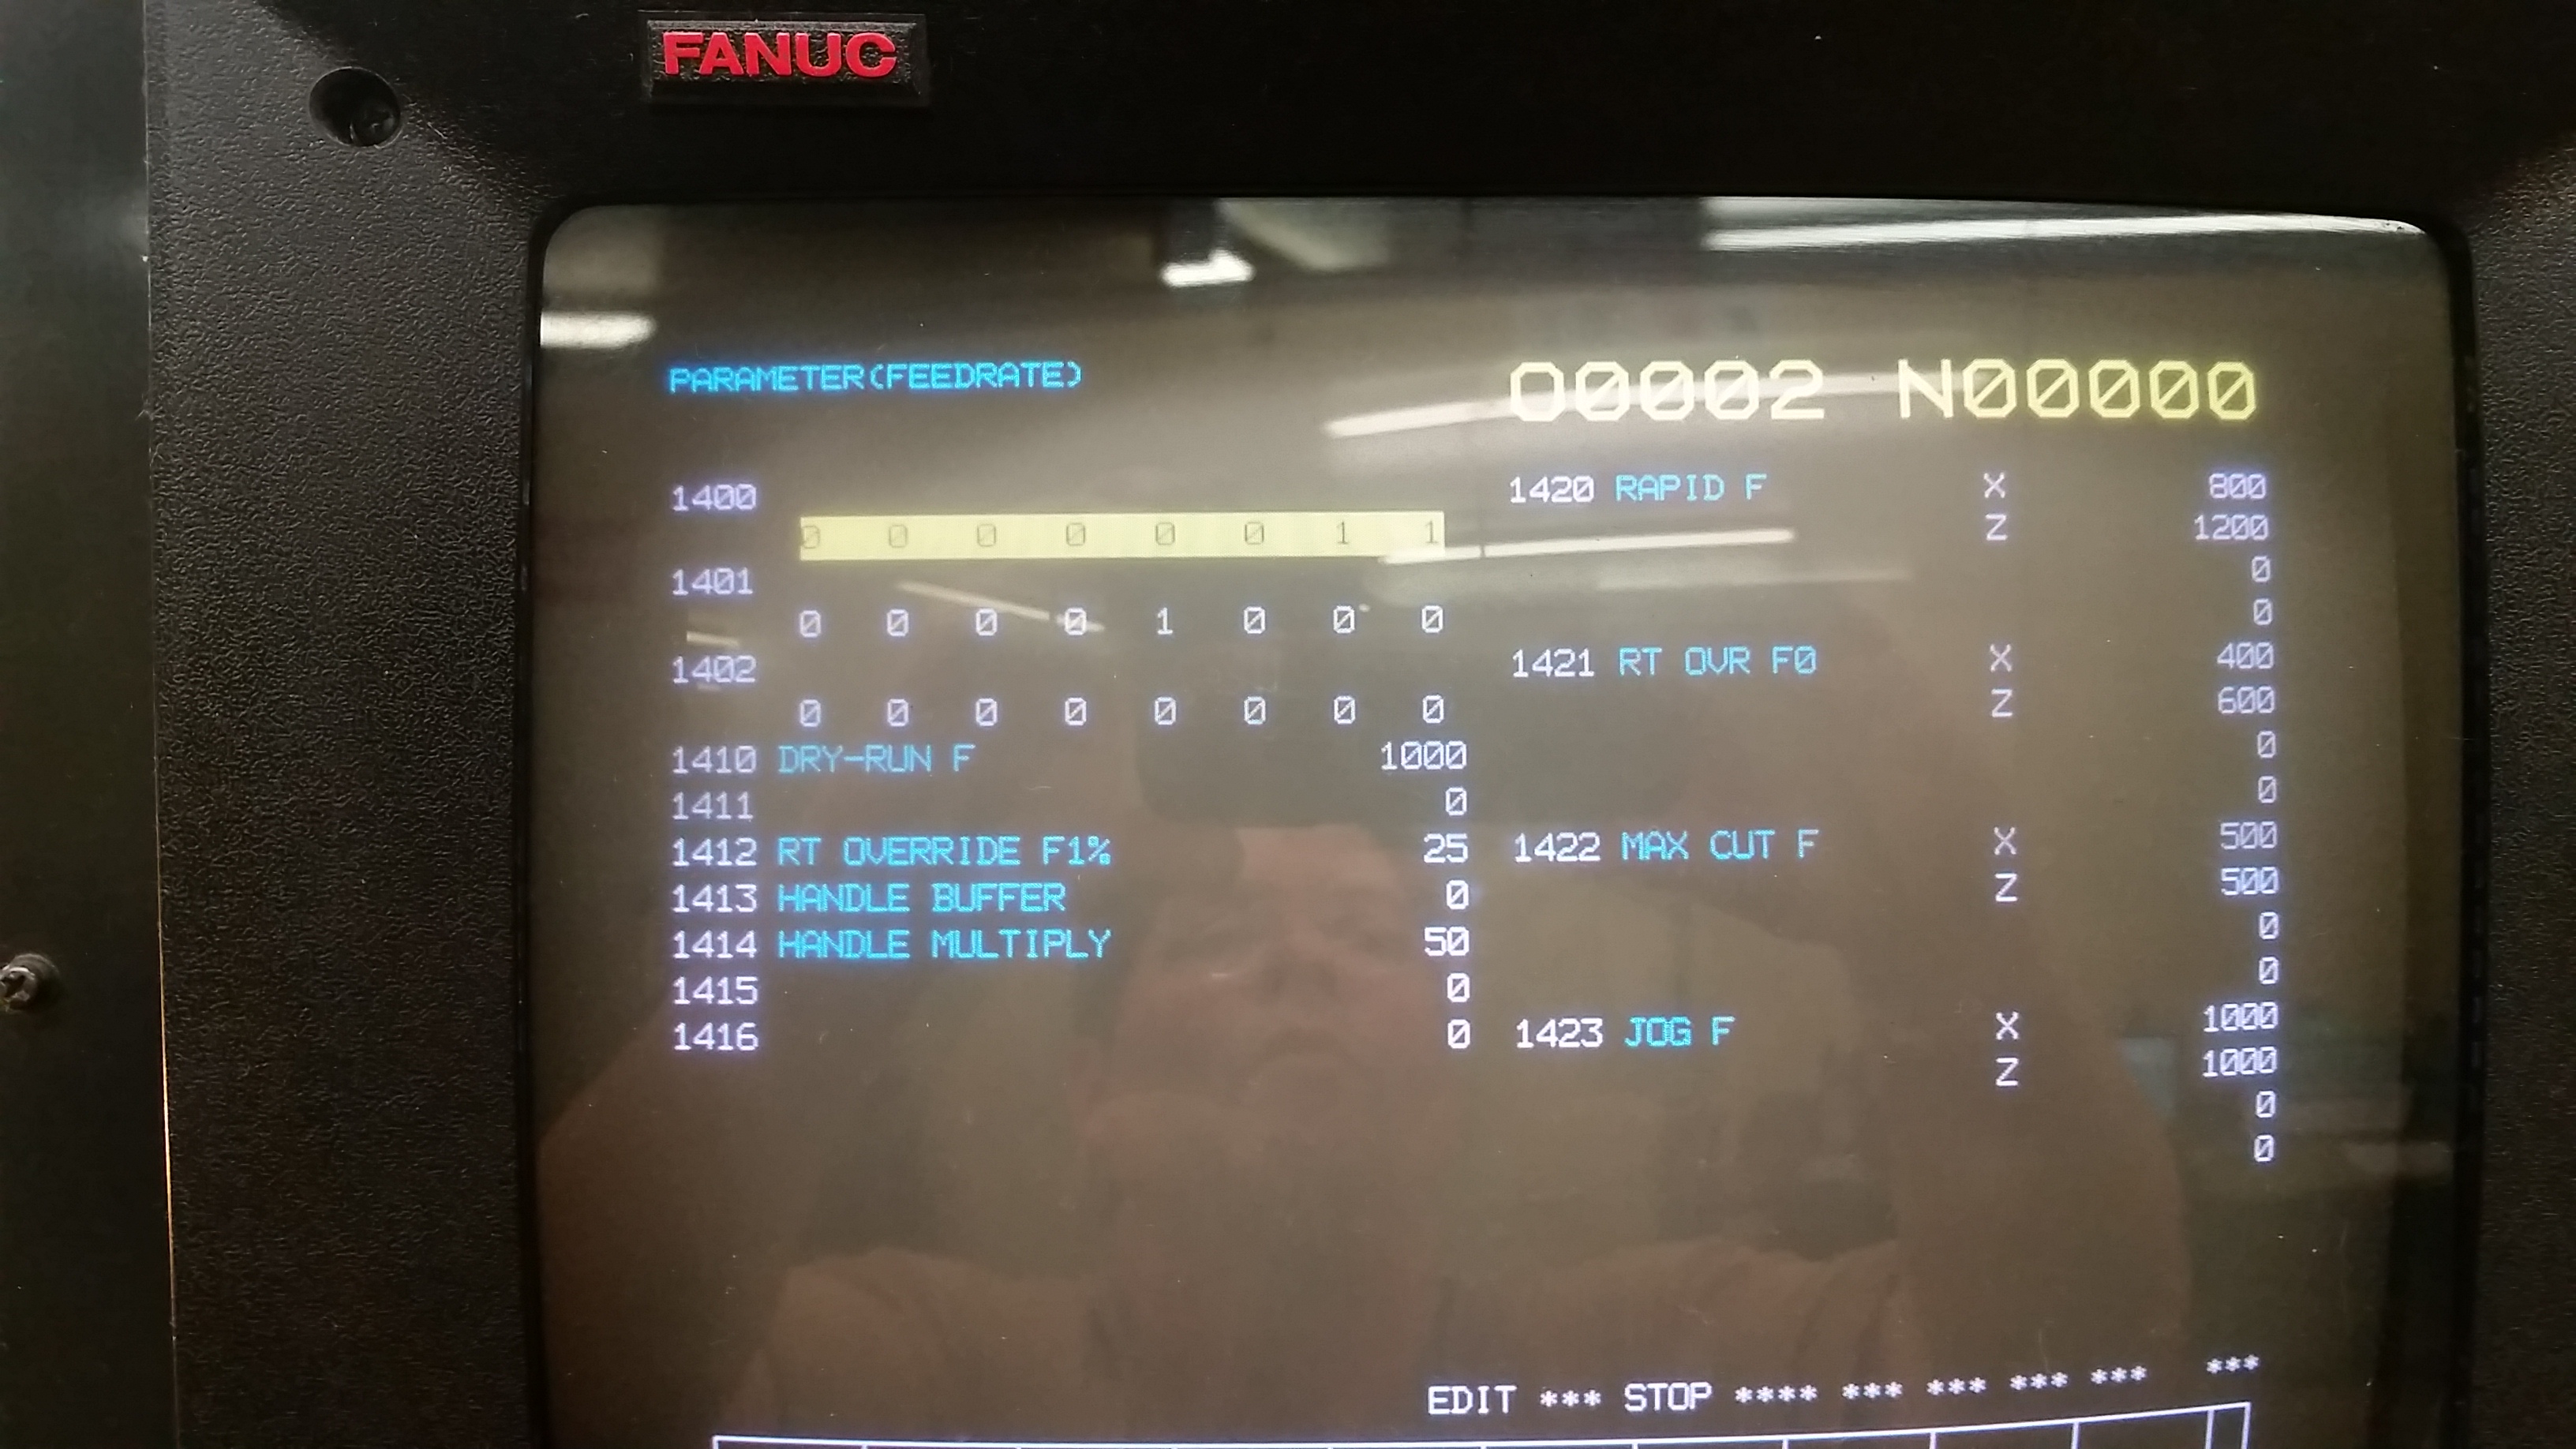 FANUC
PARAMETER(FEEDRATE)
O0002 N00000
1400
0 0 0 0 0 0 1 1
1401
0 0 0 0 1 0 0 0
1402
0 0 0 0 0 0 0 0
1410 DRY-RUN F 1000
1411 0
1412 RT OVERRIDE F1% 25
1413 HANDLE BUFFER 0
1414 HANDLE MULTIPLY 50
1415 0
1416 0
1420 RAPID F X 800
Z 1200
0
0
1421 RT OVR F0 X 400
Z 600
0
0
1422 MAX CUT F X 500
Z 500
0
0
1423 JOG F X 1000
Z 1000
0
0
EDIT *** STOP **** *** *** *** *** ***